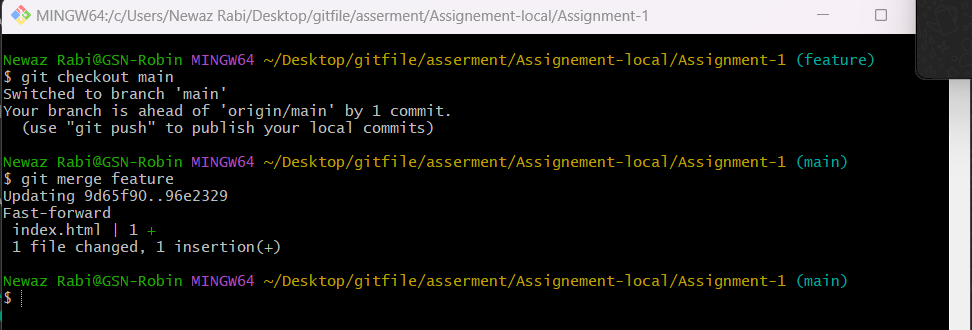 MINGW64:/c/Users/Newaz Rabi/Desktop/gitfile/asserment/Assignement-local/Assignment-1
Newaz Rabi@GSN-Robin MINGW64 ~/Desktop/gitfile/asserment/Assignement-local/Assignment-1 (feature)
$ git checkout main
Switched to branch 'main'
Your branch is ahead of 'origin/main' by 1 commit.
  (use "git push" to publish your local commits)
Newaz Rabi@GSN-Robin MINGW64 ~/Desktop/gitfile/asserment/Assignement-local/Assignment-1 (main)
$ git merge feature
Updating 9d65f90..96e2329
Fast-forward
 index.html | 1 +
 1 file changed, 1 insertion(+)
Newaz Rabi@GSN-Robin MINGW64 ~/Desktop/gitfile/asserment/Assignement-local/Assignment-1 (main)
$